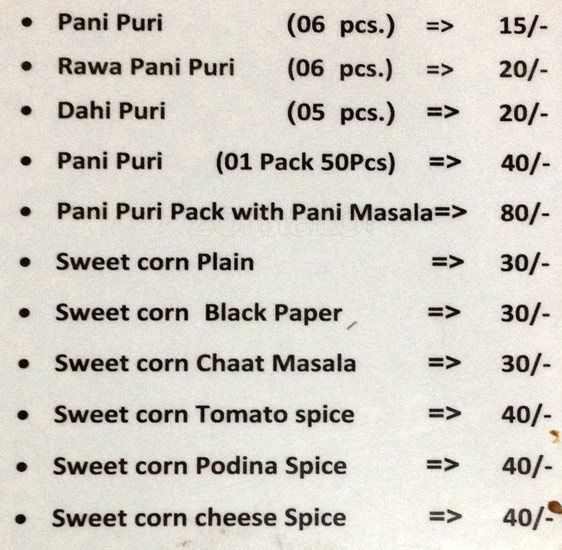 • Pani Puri (06 pcs.) => 15/-
• Rawa Pani Puri (06 pcs.) => 20/-
• Dahi Puri (05 pcs.) => 20/-
• Pani Puri (01 Pack 50Pcs) => 40/-
• Pani Puri Pack with Pani Masala=> 80/-
• Sweet corn Plain => 30/-
• Sweet corn Black Paper => 30/-
• Sweet corn Chaat Masala => 30/-
• Sweet corn Tomato spice => 40/-
• Sweet corn Podina Spice => 40/-
• Sweet corn cheese Spice => 40/-